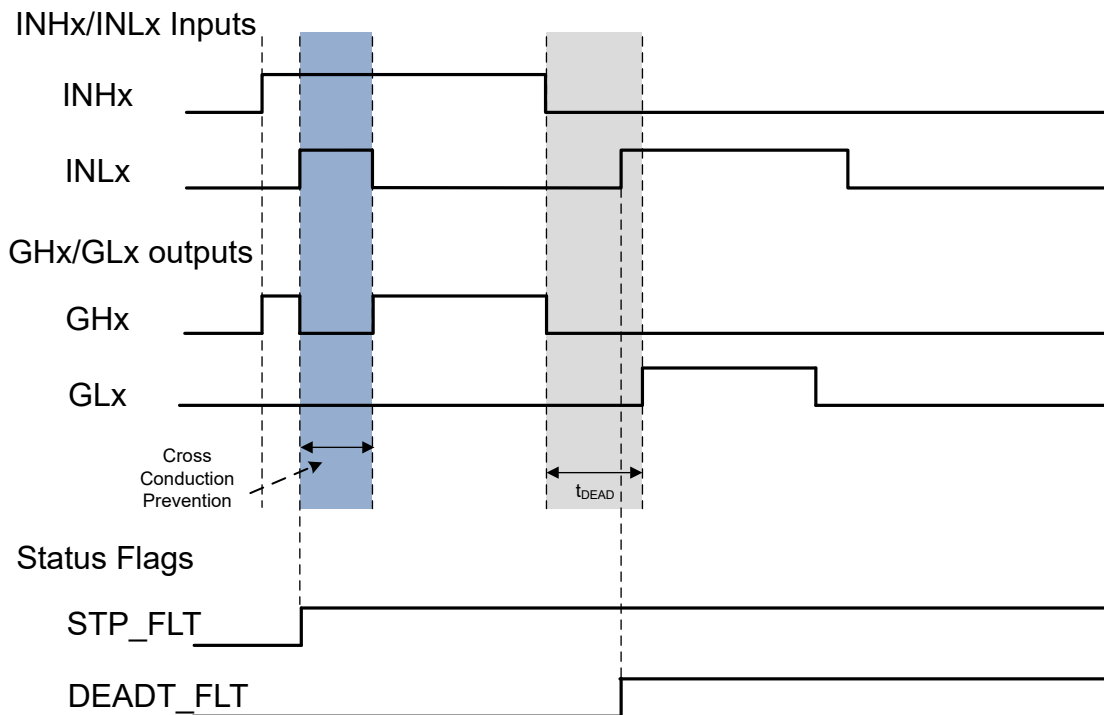 INHx/INLx Inputs
INHx
INLx
GHx/GLx outputs
GHx
GLx
Cross
Conduction
Prevention
tDEAD
Status Flags
STP_FLT
DEADT_FLT